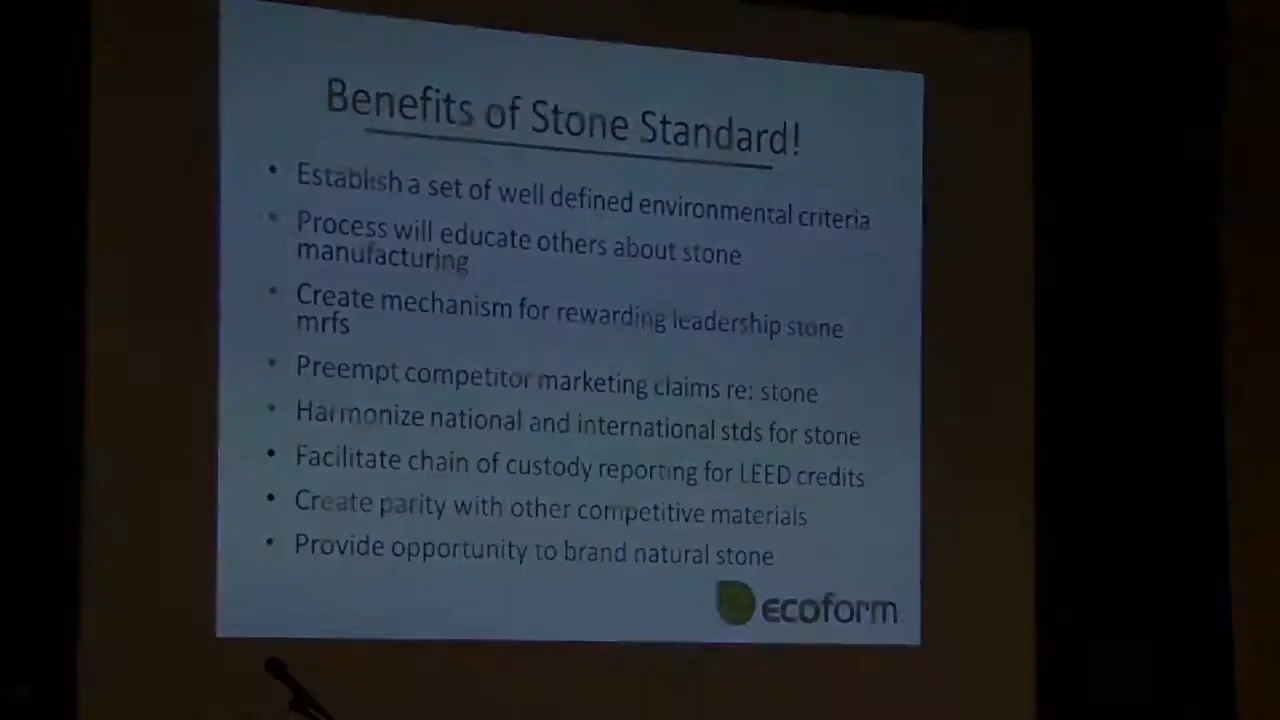 Benefits of Stone Standard!
• Establish a set of well defined environmental criteria
• Process will educate others about stone
manufacturing
• Create mechanism for rewarding leadership stone
mrfs
• Preempt competitor marketing claims re: stone
• Harmonize national and international stds for stone
• Facilitate chain of custody reporting for LEED credits
• Create parity with other competitive materials
• Provide opportunity to brand natural stone
ecoform